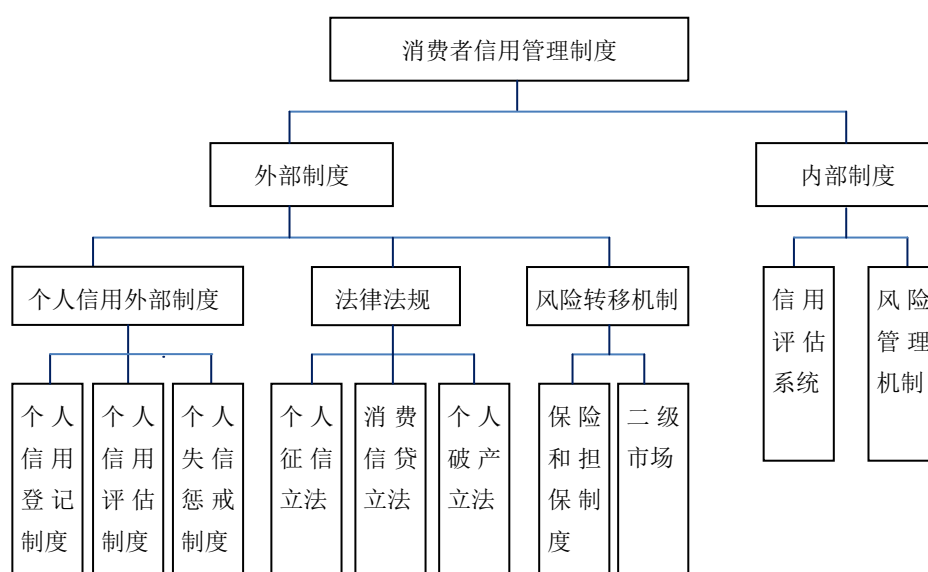 消费者信用管理制度
外部制度
内部制度
个人信用外部制度
法律法规
风险转移机制
信用
评估
系统
风险
管理
机制
个人
信用
登记
制度
个人
信用
评估
制度
个人
失信
惩戒
制度
个人
征信
立法
消费
信贷
立法
个人
破产
立法
保险
和担
保制
度
二级
市场